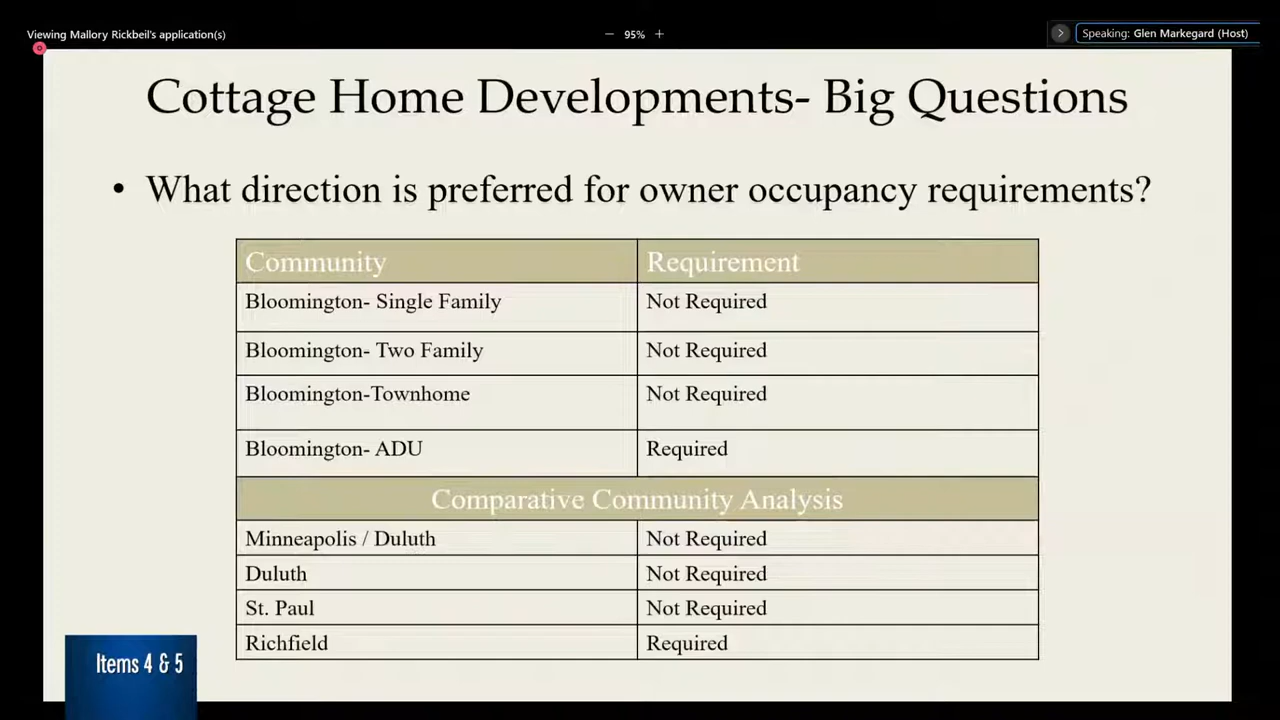 Viewing Mallory Rickbeil's application(s)
95%
Speaking: Glen Markegard (Host)
Cottage Home Developments- Big Questions
• What direction is preferred for owner occupancy requirements?
Community Requirement
Bloomington- Single Family Not Required
Bloomington- Two Family Not Required
Bloomington-Townhome Not Required
Bloomington- ADU Required
Comparative Community Analysis
Minneapolis / Duluth Not Required
Duluth Not Required
St. Paul Not Required
Richfield Required
Items 4 & 5